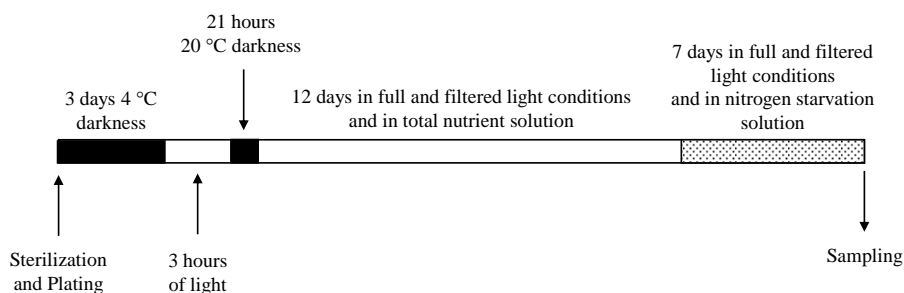 21 hours
20 °C darkness
3 days 4 °C
darkness
12 days in full and filtered light conditions
and in total nutrient solution
7 days in full and filtered
light conditions
and in nitrogen starvation
solution
Sterilization
and Plating
3 hours
of light
Sampling